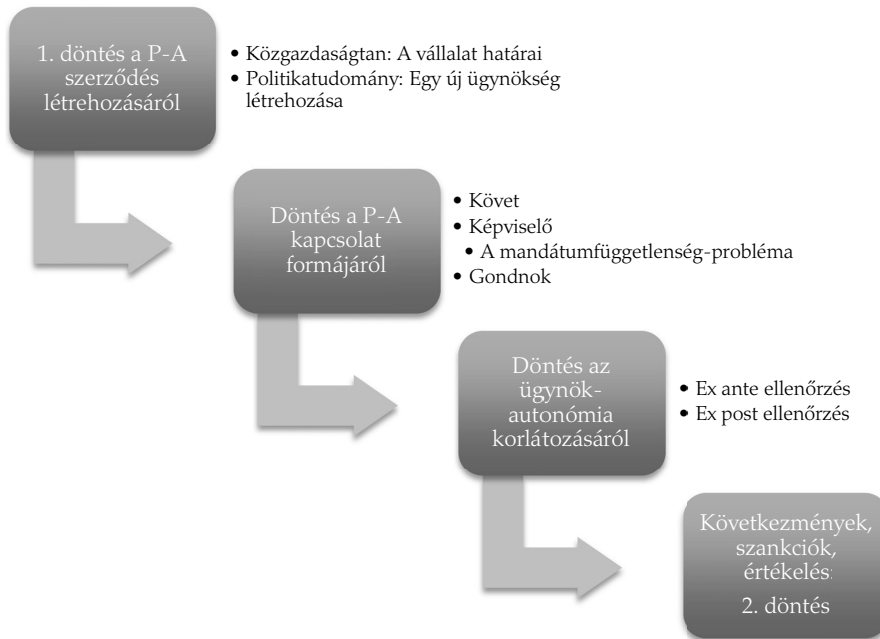 1. döntés a P-A
szerződés
létrehozásáról
• Közgazdaságtan: A vállalat határai
• Politikatudomány: Egy új ügynökség
létrehozása
Döntés a P-A
kapcsolat
formájáról
• Követ
• Képviselő
• A mandátumfüggetlenség-probléma
• Gondnok
Döntés az
ügynök-
autonómia
korlátozásáról
• Ex ante ellenőrzés
• Ex post ellenőrzés
Következmények,
szankciók,
értékelés:
2. döntés